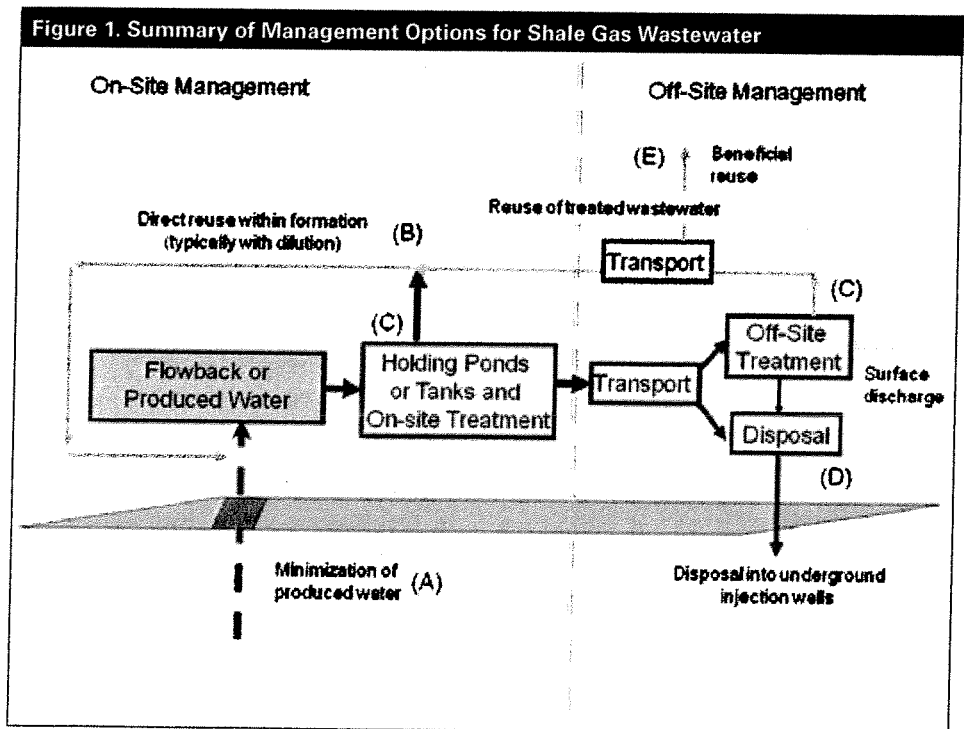 Figure 1. Summary of Management Options for Shale Gas Wastewater
On-Site Management
Off-Site Management
(E)
Beneficial
reuse
Direct reuse within formation
(typically with dilution)
(B)
Reuse of treated wastewater
Transport
(C)
(C)
Flowback or
Produced Water
Holding Ponds
or Tanks and
On-site Treatment
Transport
Off-Site
Treatment
Surface
discharge
Disposal
(D)
Minimization of
produced water
(A)
Disposal into underground
injection wells